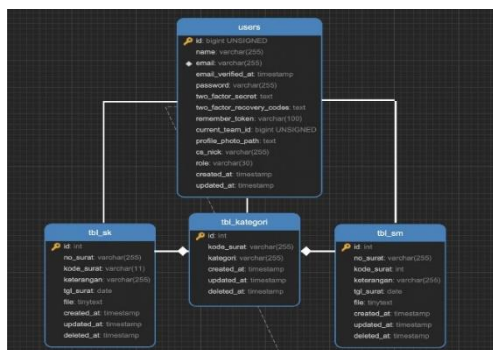 users
id: bigint UNSIGNED
name: varchar(255)
email: varchar(255)
email_verified_at: timestamp
password: varchar(255)
two_factor_secret: text
two_factor_recovery_codes: text
remember_token: varchar(100)
current_team_id: bigint UNSIGNED
profile_photo_path: text
cs_nick: varchar(255)
role: varchar(30)
created_at: timestamp
updated_at: timestamp
tbl_sk
id: int
no_surat: varchar(255)
kode_surat: varchar(11)
keterangan: varchar(255)
tgl_surat: date
file: tinytext
created_at: timestamp
updated_at: timestamp
deleted_at: timestamp
tbl_kategori
id: int
kode_surat: varchar(255)
kategori: varchar(255)
created_at: timestamp
updated_at: timestamp
deleted_at: timestamp
tbl_sm
id: int
no_surat: varchar(255)
kode_surat: int
keterangan: varchar(255)
tgl_surat: date
file: tinytext
created_at: timestamp
updated_at: timestamp
deleted_at: timestamp